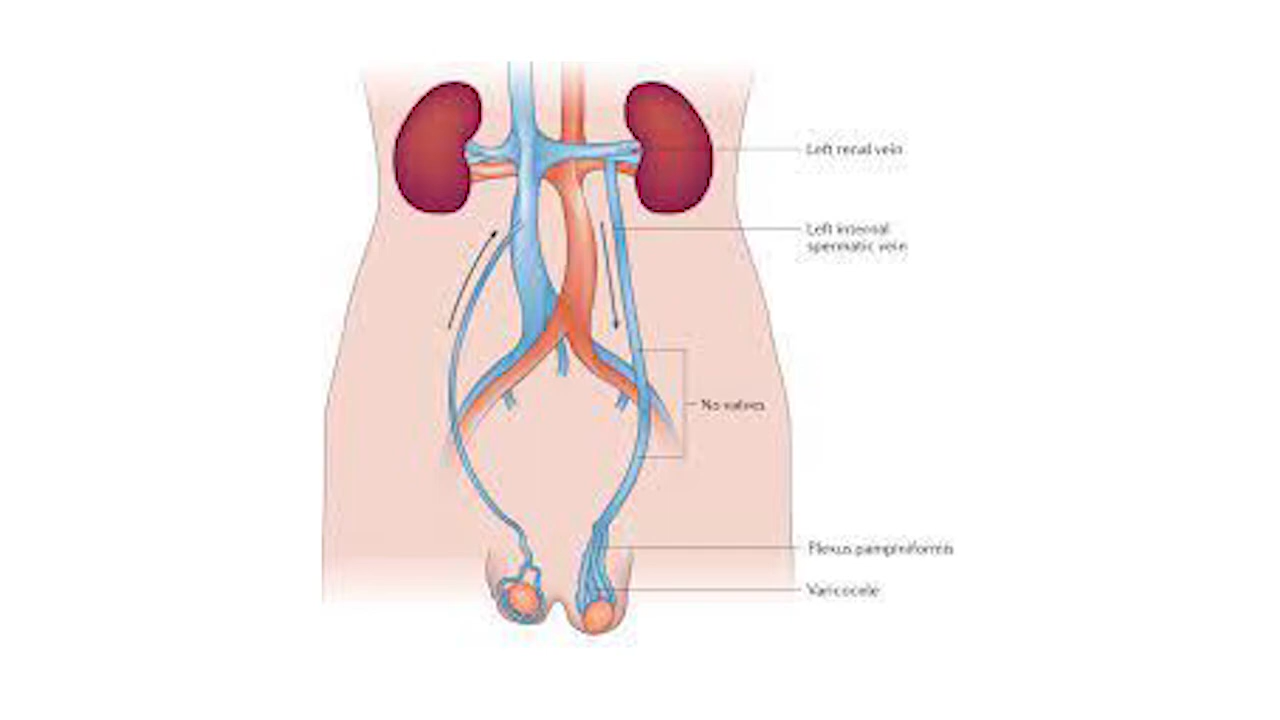 Left renal vein
Left internal
spermatic vein
No valves
Plexus pampiniformis
Varicocele